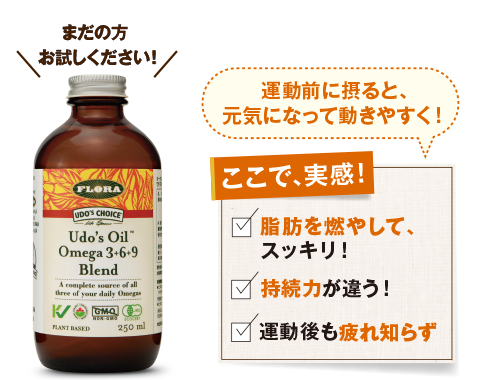 まだの方
お試しください！
運動前に摂ると、
元気になって動きやすく！
ここで、実感！
脂肪を燃やして、
スッキリ！
持続力が違う！
運動後も疲れ知らず
FLORA
UDO'S CHOICE
Udo's Oil™
Omega 3+6+9
Blend
A complete source of all
three of your daily Omegas
GMO
NON-GMO
PLANT BASED
250 ml